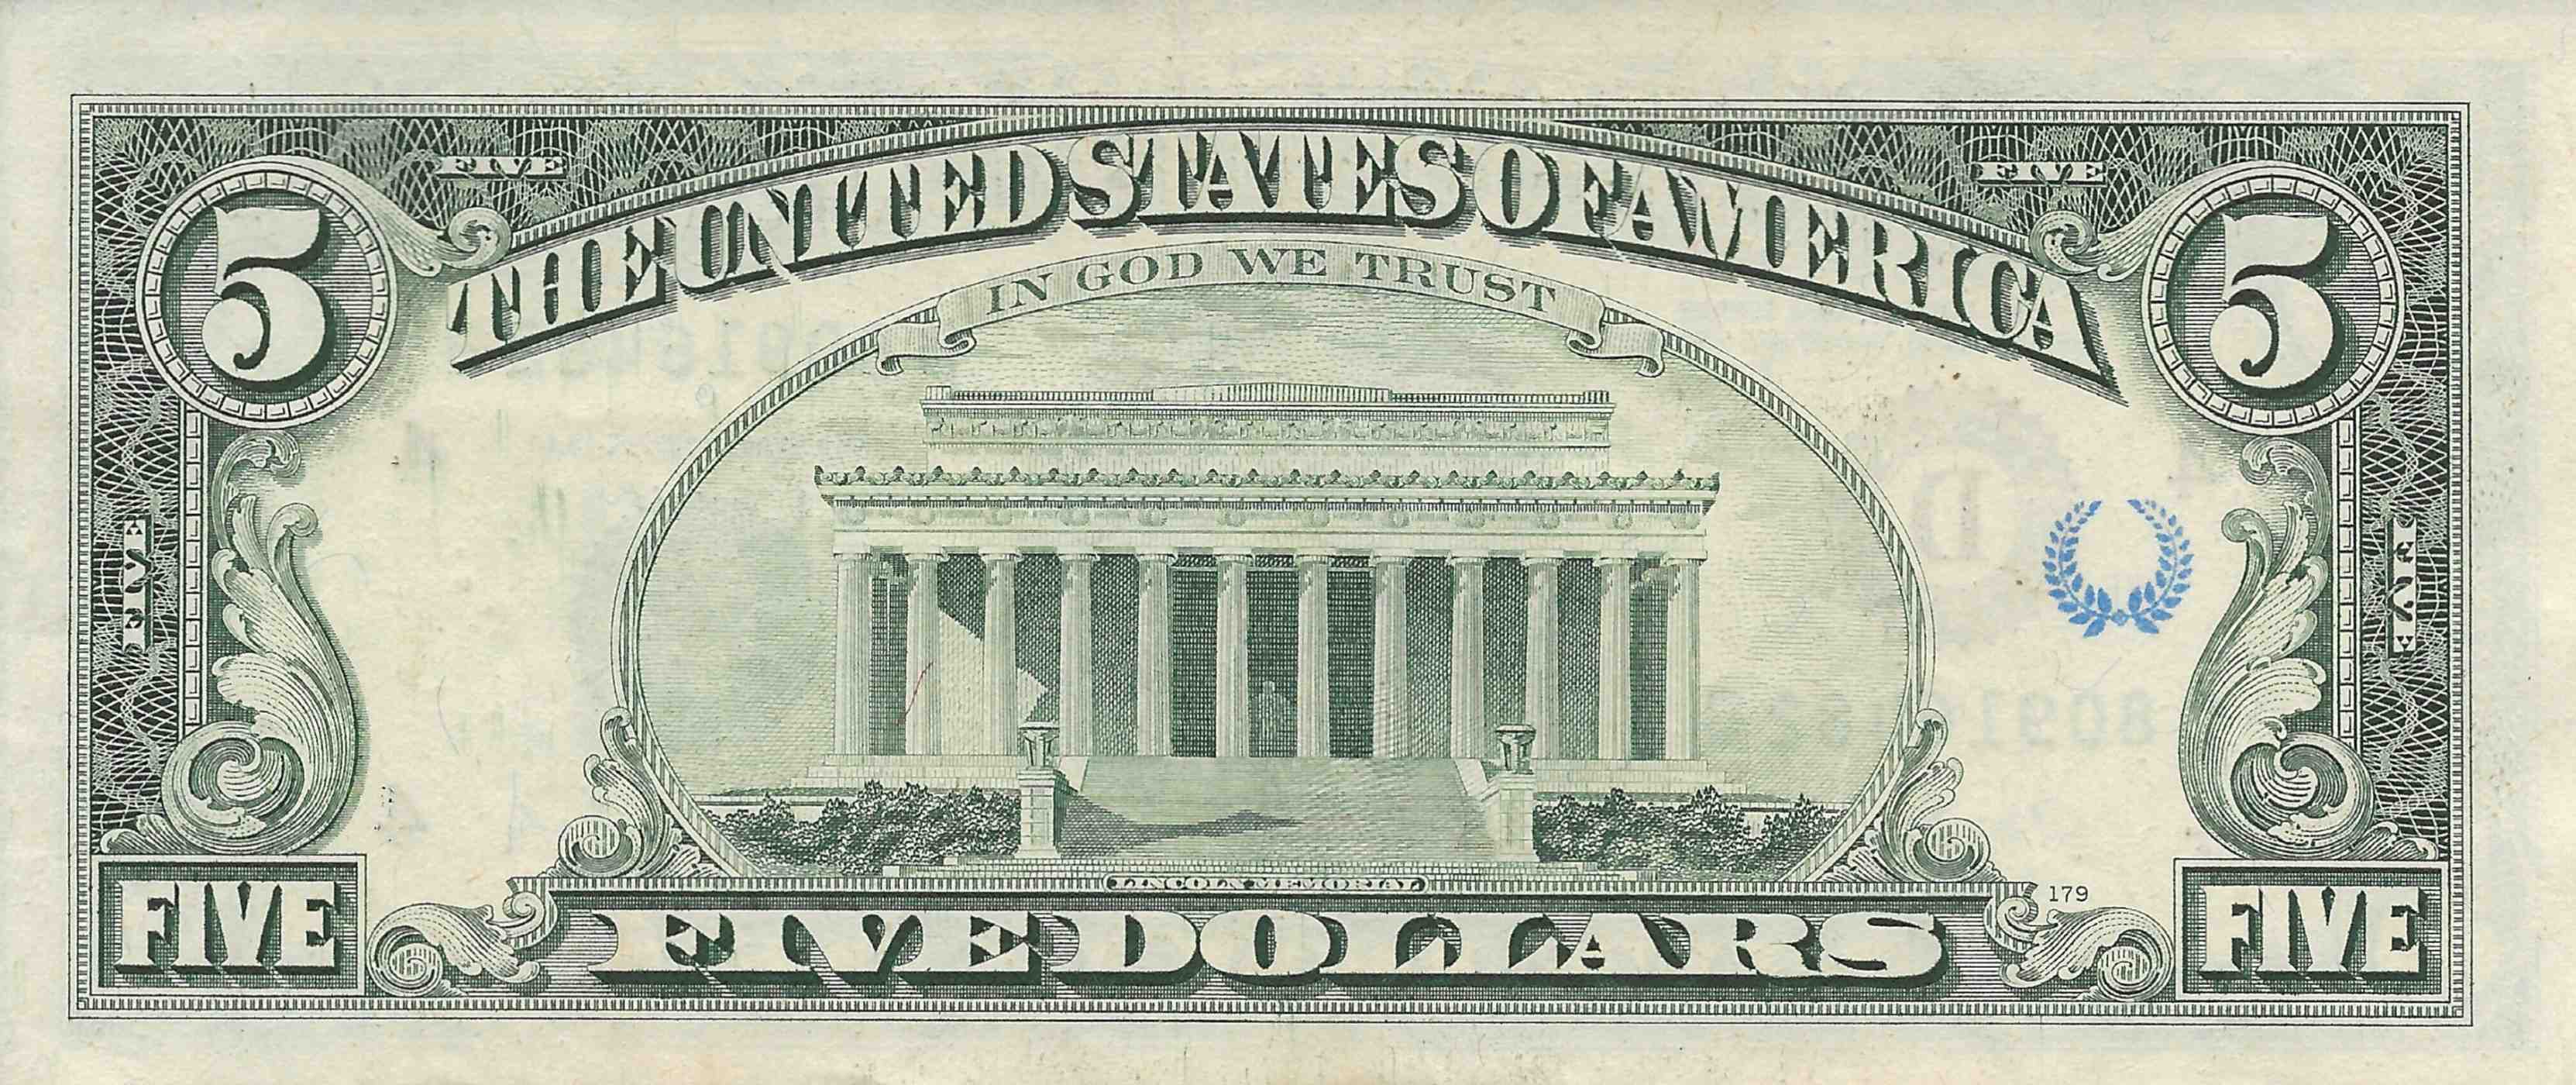 FIVE
FIVE
5
THE UNITED STATES OF AMERICA
5
IN GOD WE TRUST
FIVE
FIVE
LINCOLN MEMORIAL
179
FIVE
FIVE DOLLARS
FIVE